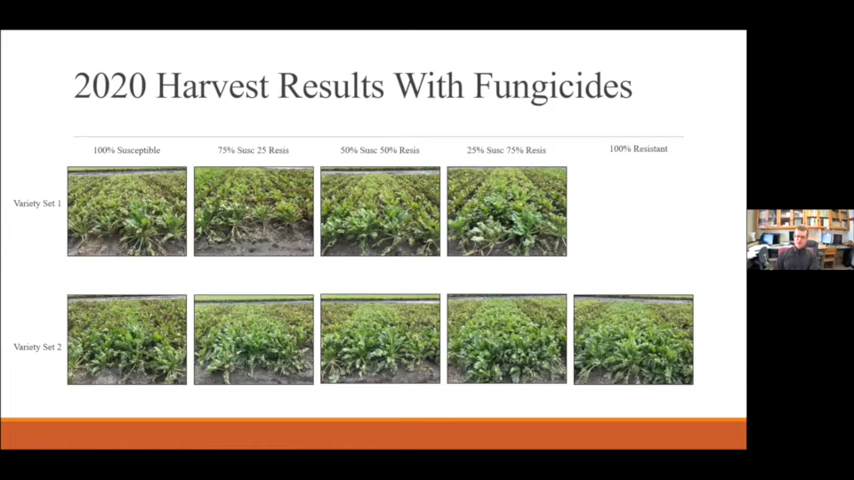 2020 Harvest Results With Fungicides
100% Susceptible 75% Susc 25 Resis 50% Susc 50% Resis 25% Susc 75% Resis 100% Resistant
Variety Set 1
Variety Set 2